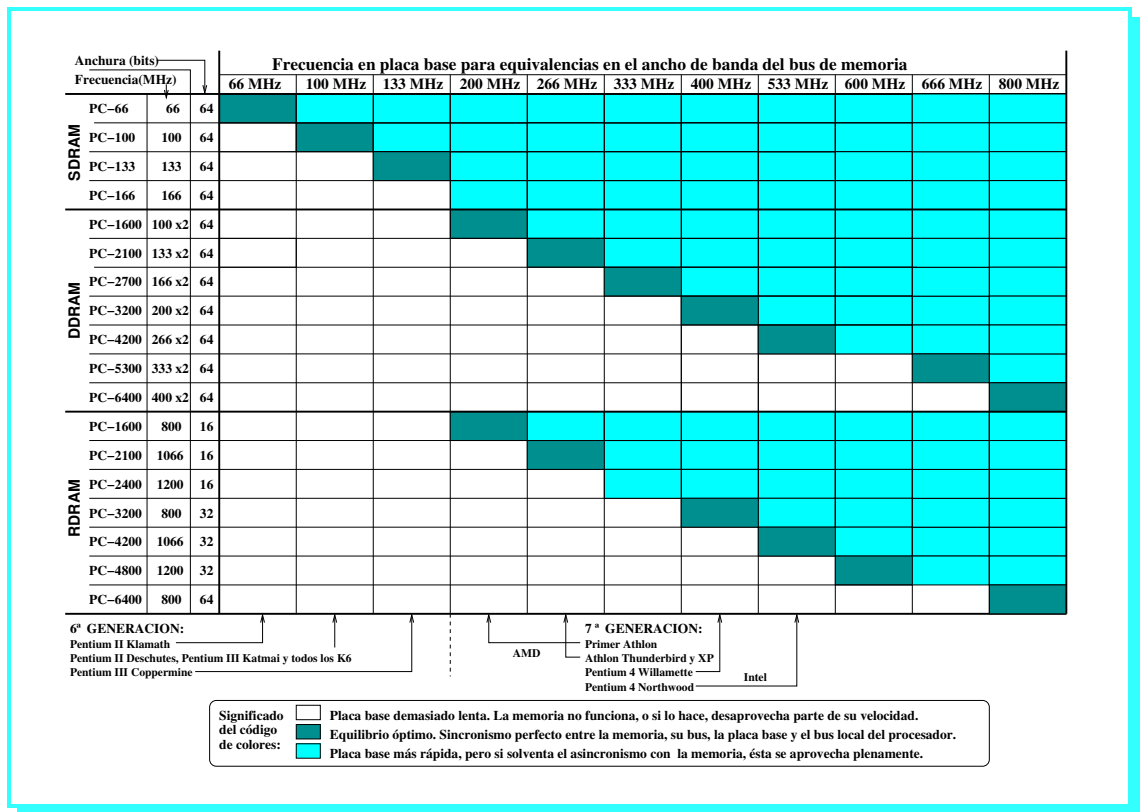 Anchura (bits)
Frecuencia(MHz)
Frecuencia en placa base para equivalencias en el ancho de banda del bus de memoria
66 MHz 100 MHz 133 MHz 200 MHz 266 MHz 333 MHz 400 MHz 533 MHz 600 MHz 666 MHz 800 MHz
SDRAM
PC−66 66 64
PC−100 100 64
PC−133 133 64
PC−166 166 64
DDRAM
PC−1600 100 x2 64
PC−2100 133 x2 64
PC−2700 166 x2 64
PC−3200 200 x2 64
PC−4200 266 x2 64
PC−5300 333 x2 64
PC−6400 400 x2 64
RDRAM
PC−1600 800 16
PC−2100 1066 16
PC−2400 1200 16
PC−3200 800 32
PC−4200 1066 32
PC−4800 1200 32
PC−6400 800 64
6ª GENERACION:
Pentium II Klamath
Pentium II Deschutes, Pentium III Katmai y todos los K6
Pentium III Coppermine
AMD
7ª GENERACION:
Primer Athlon
Athlon Thunderbird y XP
Pentium 4 Willamette
Pentium 4 Northwood
Intel
Significado
del código
de colores:
Placa base demasiado lenta. La memoria no funciona, o si lo hace, desaprovecha parte de su velocidad.
Equilibrio óptimo. Sincronismo perfecto entre la memoria, su bus, la placa base y el bus local del procesador.
Placa base más rápida, pero si solventa el asincronismo con la memoria, ésta se aprovecha plenamente.